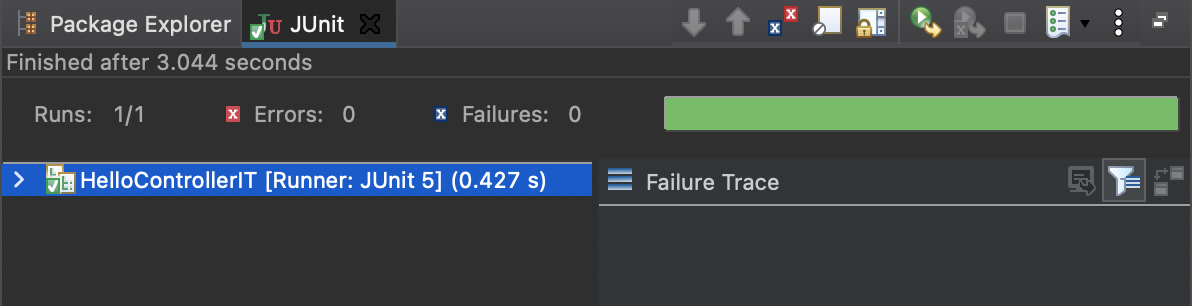 Package Explorer JUnit
Finished after 3.044 seconds
Runs: 1/1 Errors: 0 Failures: 0
HelloControllerIT [Runner: JUnit 5] (0.427 s)
Failure Trace